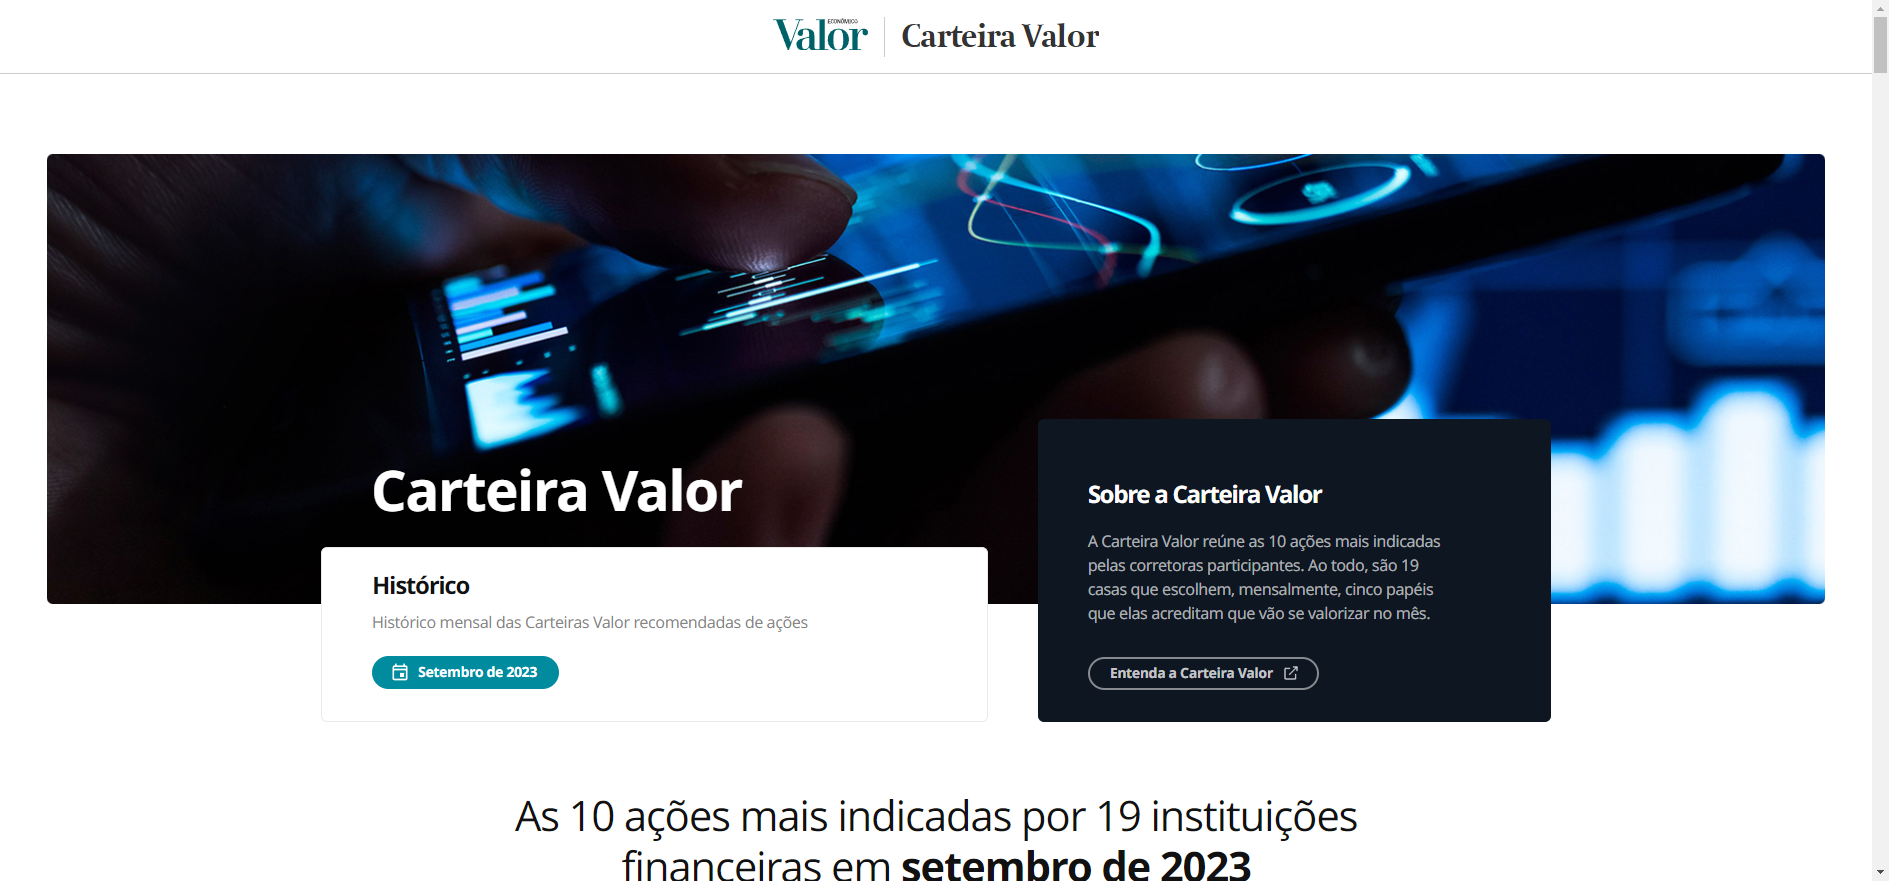 Valor ECONÔMICO
Carteira Valor
Carteira Valor
Histórico
Histórico mensal das Carteiras Valor recomendadas de ações
Setembro de 2023
Sobre a Carteira Valor
A Carteira Valor reúne as 10 ações mais indicadas
pelas corretoras participantes. Ao todo, são 19
casas que escolhem, mensalmente, cinco papéis
que elas acreditam que vão se valorizar no mês.
Entenda a Carteira Valor
As 10 ações mais indicadas por 19 instituições
financeiras em setembro de 2023